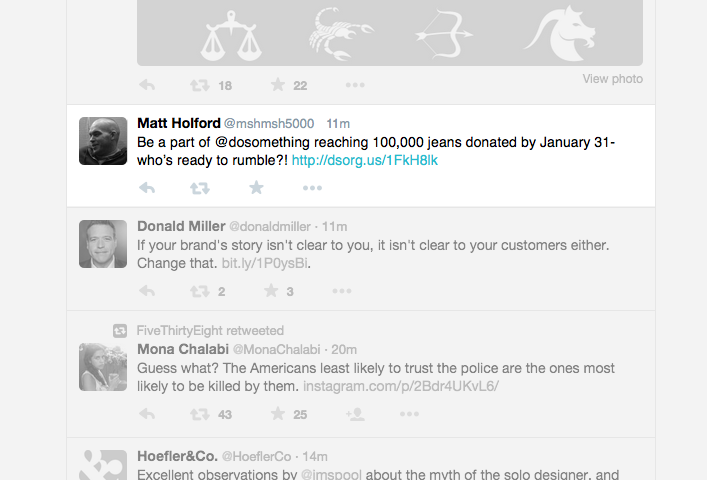 18 22 View photo
Matt Holford @mshmsh5000 11m
Be a part of @dosomething reaching 100,000 jeans donated by January 31-
who's ready to rumble?! http://dsorg.us/1FkH8lk
Donald Miller @donaldmiller · 11m
If your brand's story isn't clear to you, it isn't clear to your customers either.
Change that. bit.ly/1P0ysBi.
2 3
FiveThirtyEight retweeted
Mona Chalabi @MonaChalabi · 20m
Guess what? The Americans least likely to trust the police are the ones most
likely to be killed by them. instagram.com/p/2Bdr4UKvL6/
43 25
Hoefler&Co. @HoeflerCo · 14m
Excellent observations by @jmspool about the myth of the solo designer, and